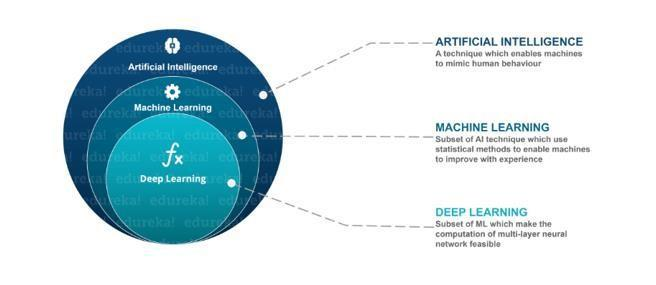 Artificial Intelligence
Machine Learning
fx
Deep Learning
edureka!
ARTIFICIAL INTELLIGENCE
A technique which enables machines
to mimic human behaviour
MACHINE LEARNING
Subset of AI technique which use
statistical methods to enable machines
to improve with experience
DEEP LEARNING
Subset of ML which make the
computation of multi-layer neural
network feasible